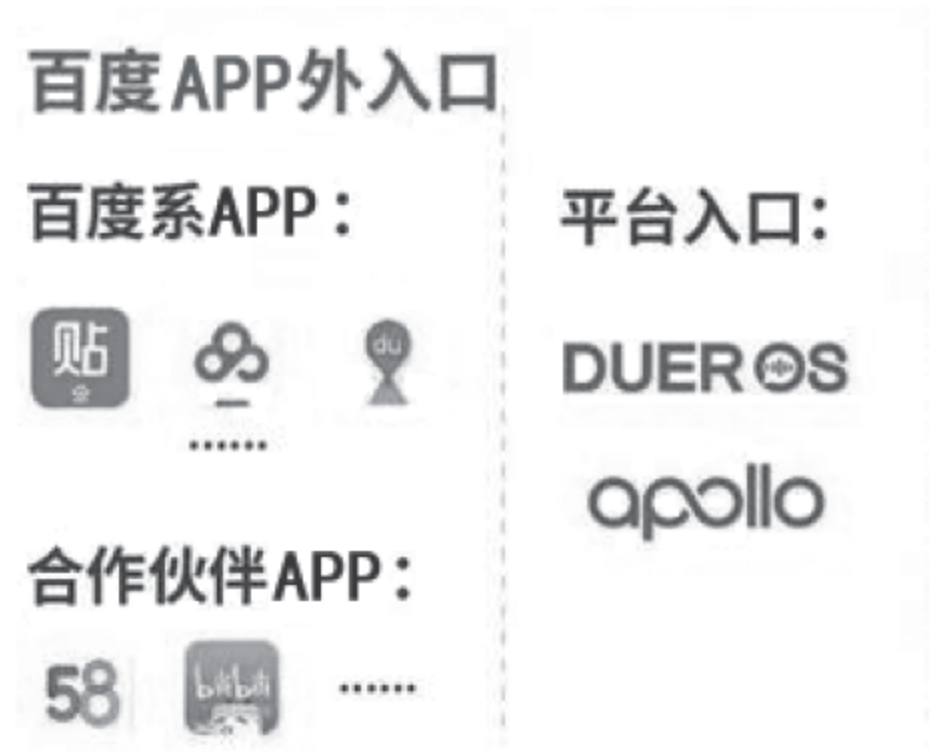 百度APP外入口
百度系APP：
贴
du
……
合作伙伴APP：
58
bilibili
……
平台入口：
DUEROS
apollo